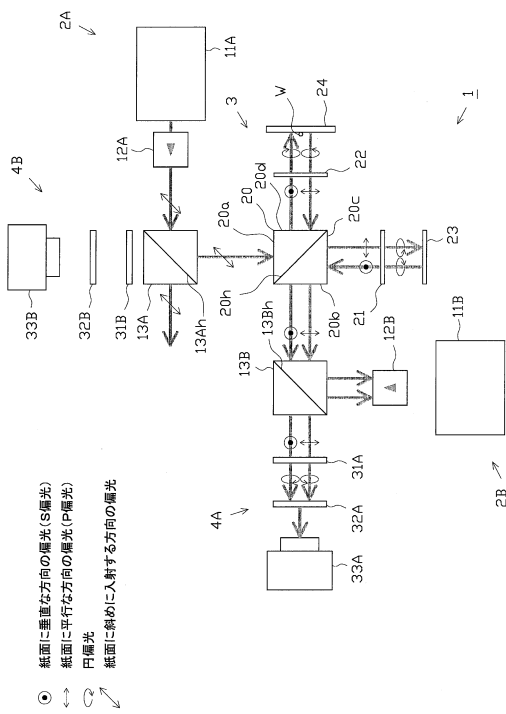 2A
11A
12A
4B
33B
32B
31B
13A
13Ah
3
W
24
22
20
20a
20d
20h
20c
20b
1
21
23
13B
13Bh
12B
11B
2B
31A
4A
32A
33A
紙面に垂直な方向の偏光(S偏光)
紙面に平行な方向の偏光(P偏光)
円偏光
紙面に斜めに入射する方向の偏光